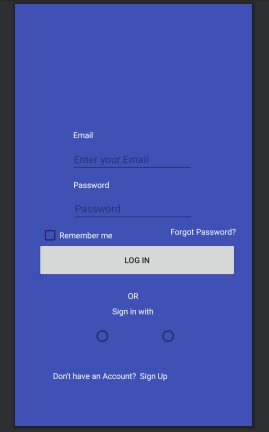 Email
Enter your Email
Password
Password
Remember me
Forgot Password?
LOG IN
OR
Sign in with
Don't have an Account? Sign Up